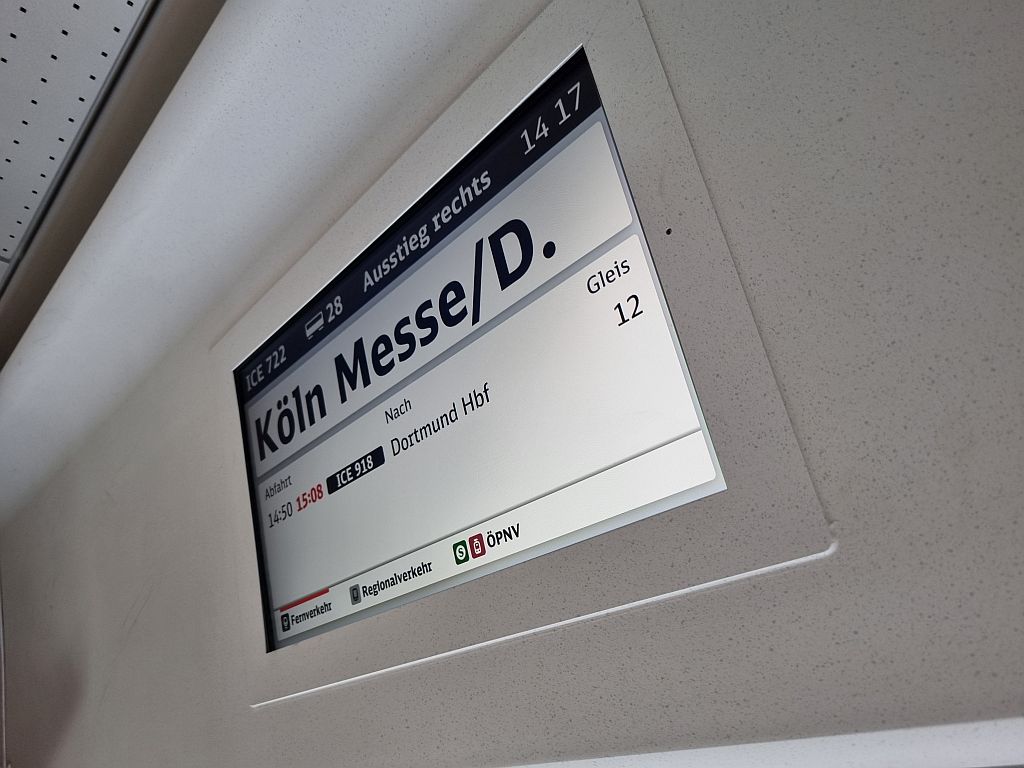 ICE 722 28 Ausstieg rechts 14 17
Köln Messe/D.
Abfahrt Nach Gleis
14:50 15:08 ICE 918 Dortmund Hbf 12
Fernverkehr Regionalverkehr S ÖPNV